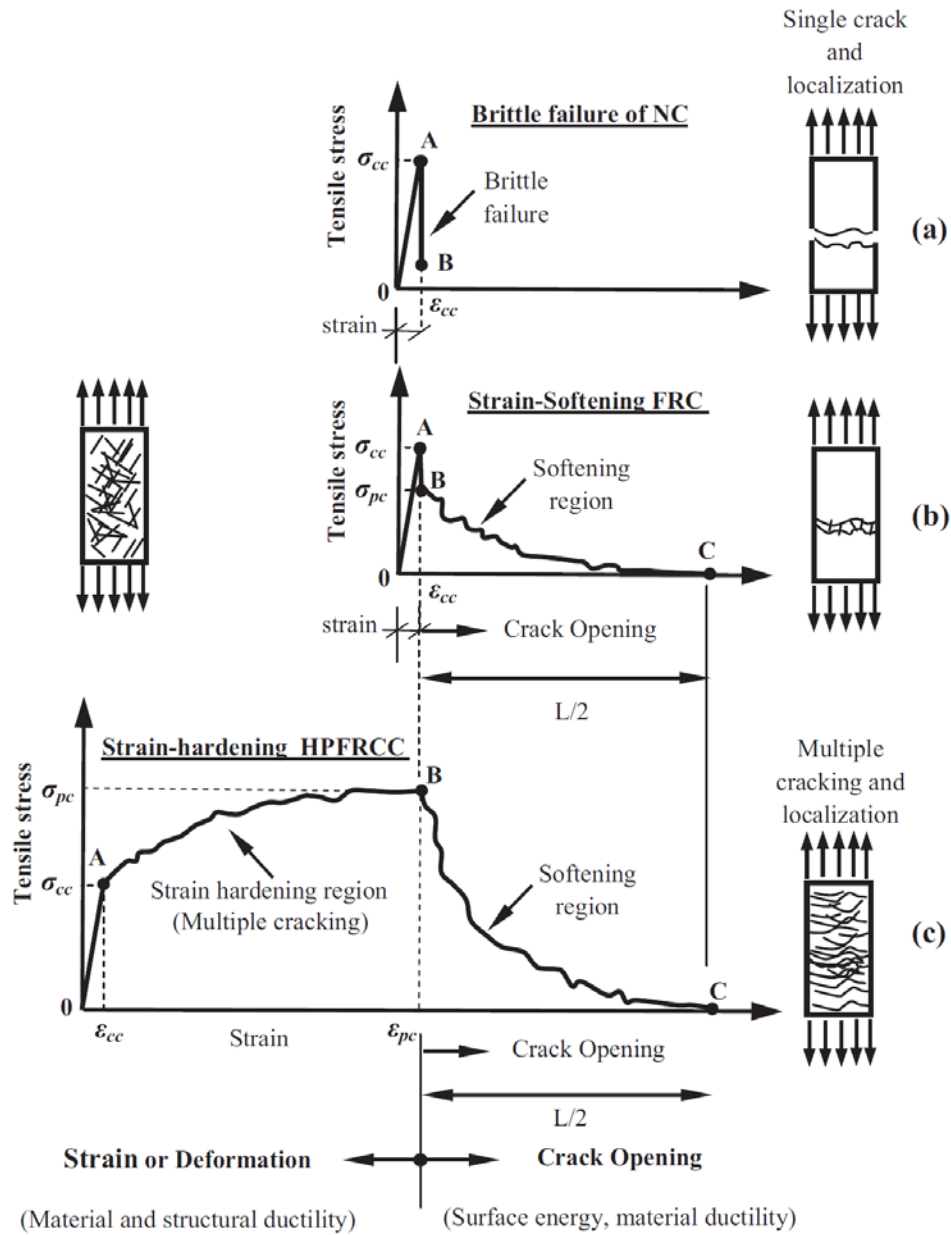 Single crack
and
localization
Brittle failure of NC
Tensile stress
σcc
A
Brittle
failure
B
0
εcc
strain
(a)
Strain-Softening FRC
Tensile stress
A
σcc
B
σpc
Softening
region
C
0
εcc
strain
Crack Opening
L/2
(b)
Strain-hardening HPFRCC
Tensile stress
σpc
B
A
σcc
Strain hardening region
(Multiple cracking)
Softening
region
C
0
εcc
Strain
εpc
Crack Opening
L/2
Multiple
cracking and
localization
(c)
Strain or Deformation
Crack Opening
(Material and structural ductility)
(Surface energy, material ductility)